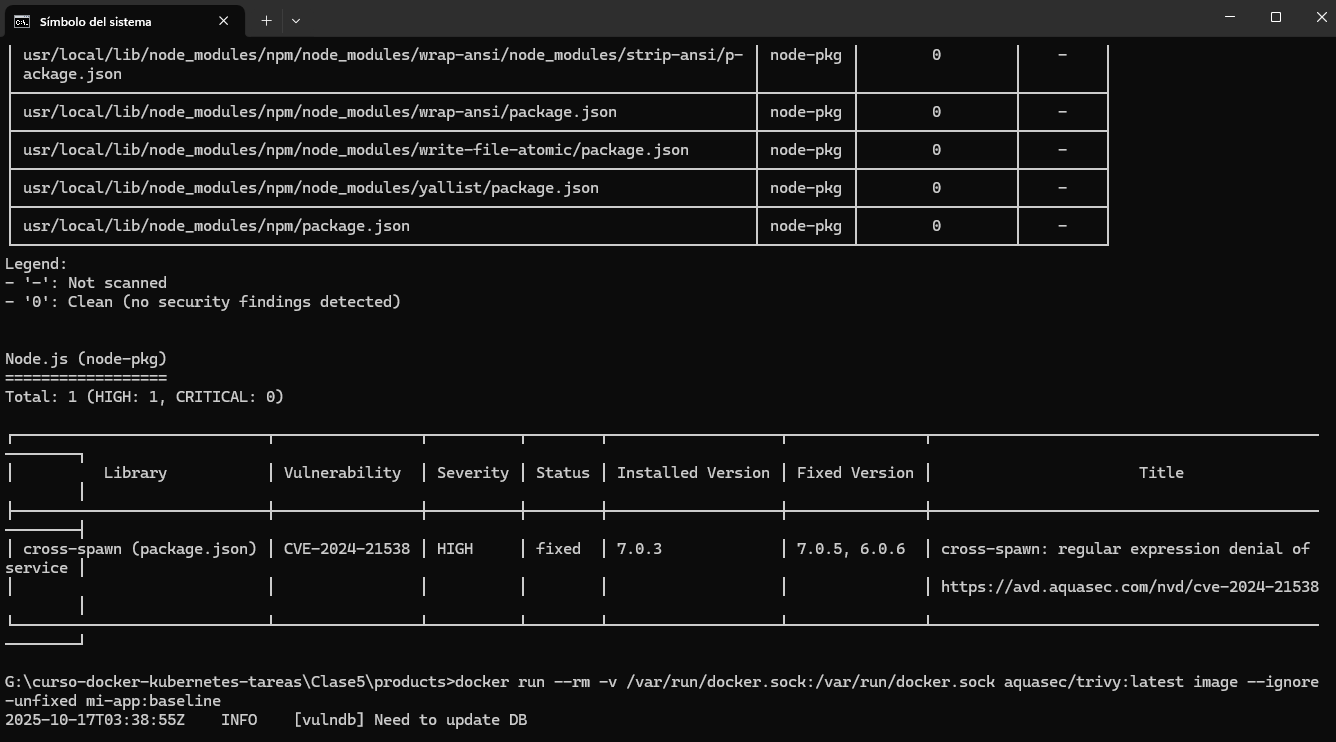 Símbolo del sistema
usr/local/lib/node_modules/npm/node_modules/wrap-ansi/node_modules/strip-ansi/p- node-pkg 0 -
ackage.json
usr/local/lib/node_modules/npm/node_modules/wrap-ansi/package.json node-pkg 0 -
usr/local/lib/node_modules/npm/node_modules/write-file-atomic/package.json node-pkg 0 -
usr/local/lib/node_modules/npm/node_modules/yallist/package.json node-pkg 0 -
usr/local/lib/node_modules/npm/package.json node-pkg 0 -
Legend:
- '-': Not scanned
- '0': Clean (no security findings detected)
Node.js (node-pkg)
==================
Total: 1 (HIGH: 1, CRITICAL: 0)
Library Vulnerability Severity Status Installed Version Fixed Version Title
cross-spawn (package.json) CVE-2024-21538 HIGH fixed 7.0.3 7.0.5, 6.0.6 cross-spawn: regular expression denial of
service
https://avd.aquasec.com/nvd/cve-2024-21538
G:\curso-docker-kubernetes-tareas\Clase5\products>docker run --rm -v /var/run/docker.sock:/var/run/docker.sock aquasec/trivy:latest image --ignore
-unfixed mi-app:baseline
2025-10-17T03:38:55Z INFO [vulndb] Need to update DB